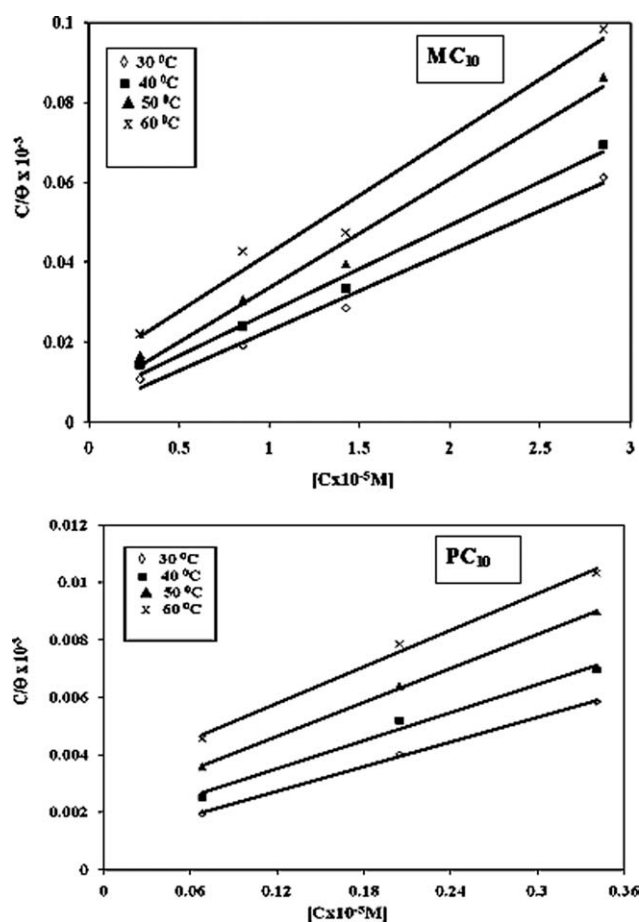 0.1
MC10
◇ 30 ⁰C
■ 40 ⁰C
▲ 50 ⁰C
x 60 ⁰C
0.08
0.06
0.04
0.02
0
C/Θ x 10⁻³
0 0.5 1 1.5 2 2.5 3
[Cx10⁻⁵M]
0.012
PC10
◇ 30 ⁰C
■ 40 ⁰C
▲ 50 ⁰C
× 60 ⁰C
0.01
0.008
0.006
0.004
0.002
0
C/Θ x 10⁻³
0 0.06 0.12 0.18 0.24 0.3 0.36
[Cx10⁻⁵M]